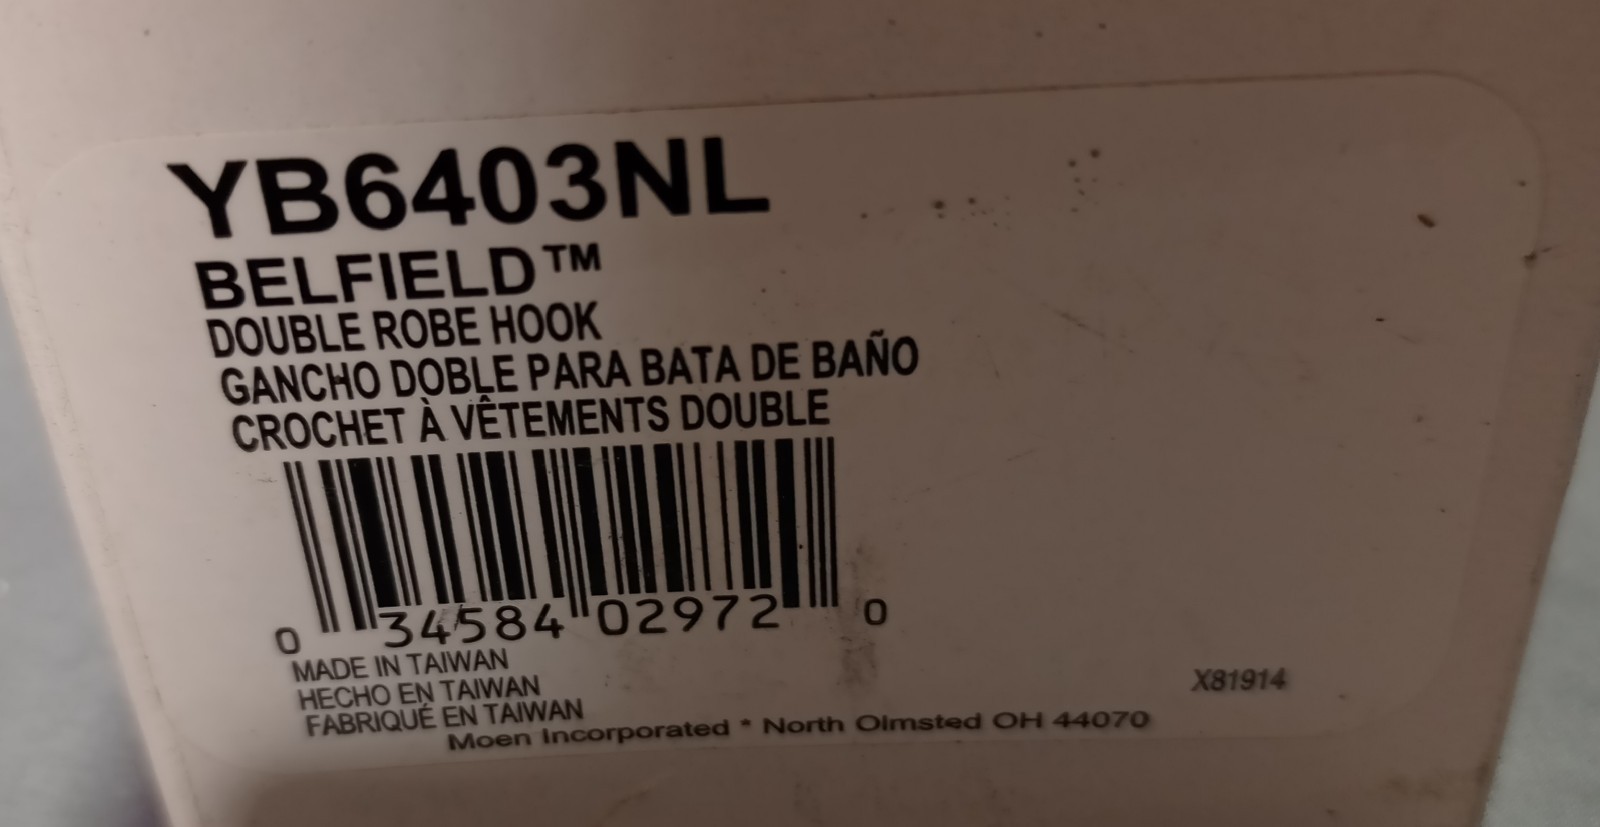 YB6403NL
BELFIELD™
DOUBLE ROBE HOOK
GANCHO DOBLE PARA BATA DE BAÑO
CROCHET À VÊTEMENTS DOUBLE
0 34584 02972 0
MADE IN TAIWAN
HECHO EN TAIWAN
FABRIQUÉ EN TAIWAN
X81914
Moen Incorporated * North Olmsted OH 44070